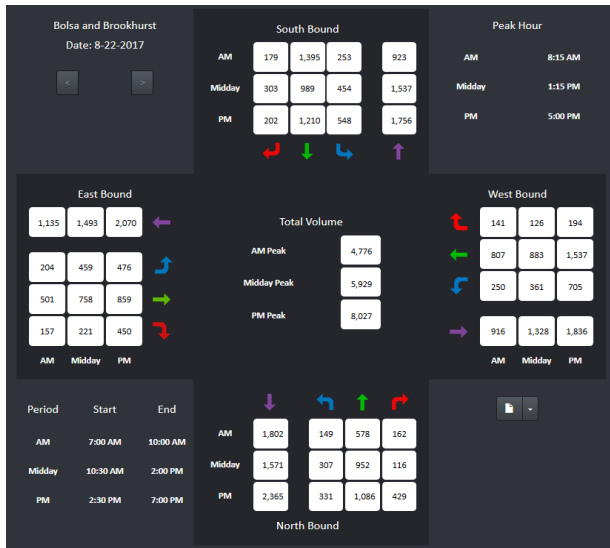 Bolsa and Brookhurst
Date: 8-22-2017
< >
South Bound
AM 179 1,395 253 923
Midday 303 989 454 1,537
PM 202 1,210 548 1,756
Peak Hour
AM 8:15 AM
Midday 1:15 PM
PM 5:00 PM
East Bound
1,135 1,493 2,070
204 459 476
501 758 859
157 221 450
AM Midday PM
Total Volume
AM Peak 4,776
Midday Peak 5,929
PM Peak 8,027
West Bound
141 126 194
807 883 1,537
250 361 705
916 1,328 1,836
AM Midday PM
Period Start End
AM 7:00 AM 10:00 AM
Midday 10:30 AM 2:00 PM
PM 2:30 PM 7:00 PM
AM 1,802 149 578 162
Midday 1,571 307 952 116
PM 2,365 331 1,086 429
North Bound